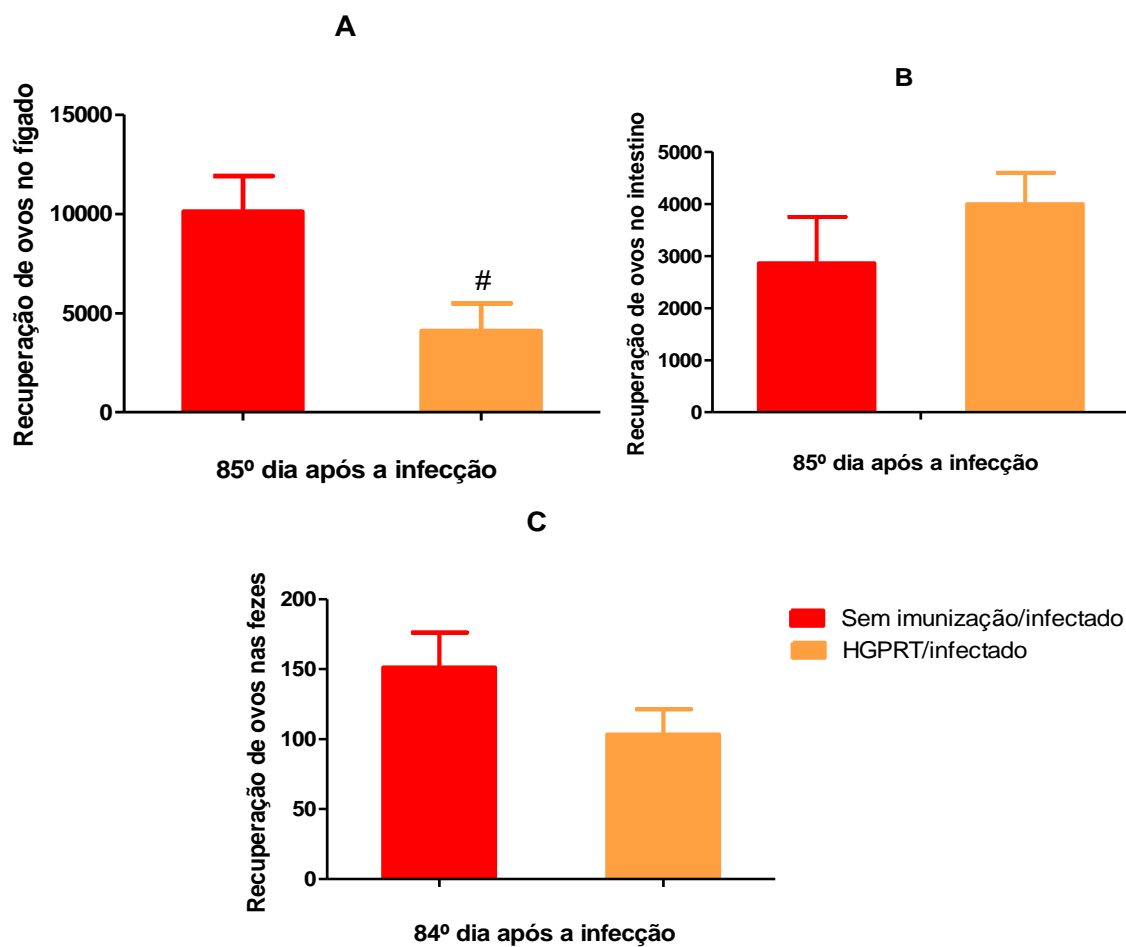 A
Recuperação de ovos no fígado
15000
10000
5000
0
#
85º dia após a infecção
B
Recuperação de ovos no intestino
5000
4000
3000
2000
1000
0
85º dia após a infecção
C
Recuperação de ovos nas fezes
200
150
100
50
0
84º dia após a infecção
Sem imunização/infectado
HGPRT/infectado